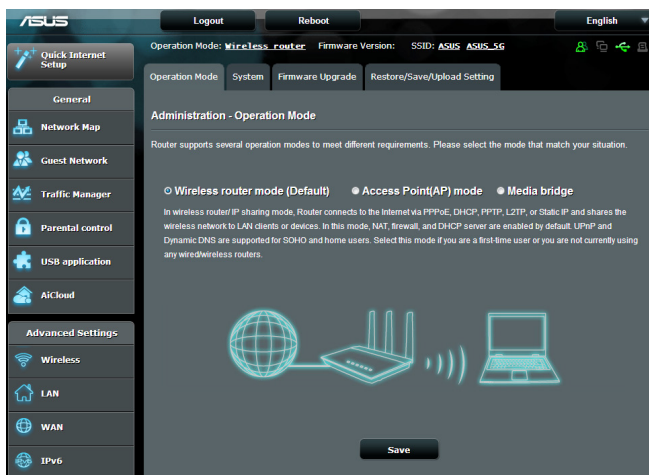 ASUS
Logout
Reboot
English
Quick Internet
Setup
Operation Mode: Wireless router Firmware Version: SSID: ASUS ASUS_5G
Operation Mode
System
Firmware Upgrade
Restore/Save/Upload Setting
General
Network Map
Guest Network
Traffic Manager
Parental control
USB application
AiCloud
Advanced Settings
Wireless
LAN
WAN
IPv6
Administration - Operation Mode
Router supports several operation modes to meet different requirements. Please select the mode that match your situation.
Wireless router mode (Default)
Access Point(AP) mode
Media bridge
In wireless router/ IP sharing mode, Router connects to the Internet via PPPoE, DHCP, PPTP, L2TP, or Static IP and shares the
wireless network to LAN clients or devices. In this mode, NAT, firewall, and DHCP server are enabled by default. UPnP and
Dynamic DNS are supported for SOHO and home users. Select this mode if you are a first-time user or you are not currently using
any wired/wireless routers.
Save